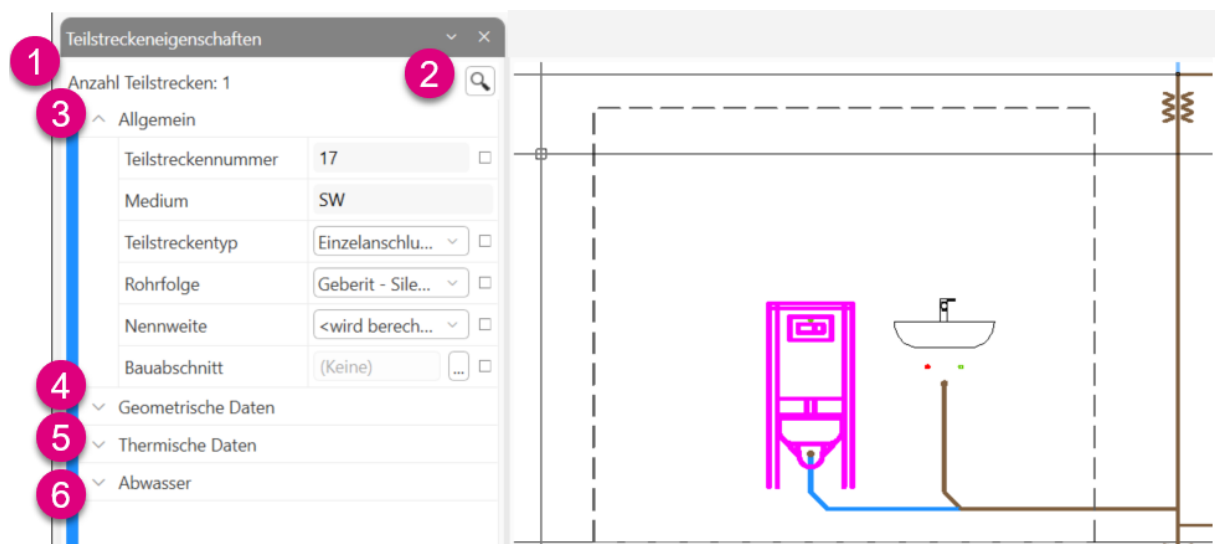 Teilstreckeneigenschaften
1
Anzahl Teilstrecken: 1
2
3
Allgemein
Teilstreckennummer 17
Medium SW
Teilstreckentyp Einzelanschlu...
Rohrfolge Geberit - Sile...
Nennweite <wird berech...
Bauabschnitt (Keine) ...
4
Geometrische Daten
5
Thermische Daten
6
Abwasser